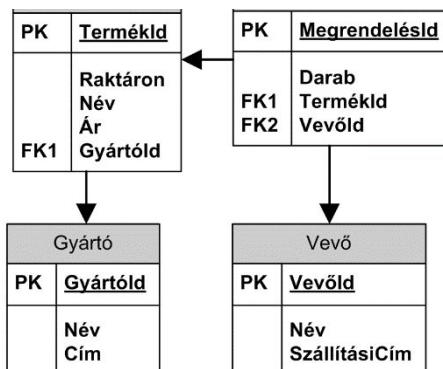 PK TermékId
Raktáron
Név
Ár
FK1 GyártóId
PK MegrendelésId
Darab
FK1 TermékId
FK2 VevőId
Gyártó
PK GyártóId
Név
Cím
Vevő
PK VevőId
Név
SzállításiCím